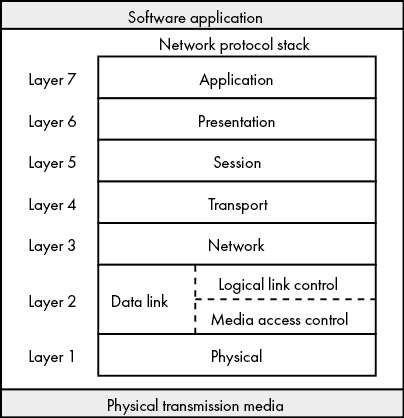 Software application
Network protocol stack
Layer 7 Application
Layer 6 Presentation
Layer 5 Session
Layer 4 Transport
Layer 3 Network
Logical link control
Layer 2 Data link
Media access control
Layer 1 Physical
Physical transmission media